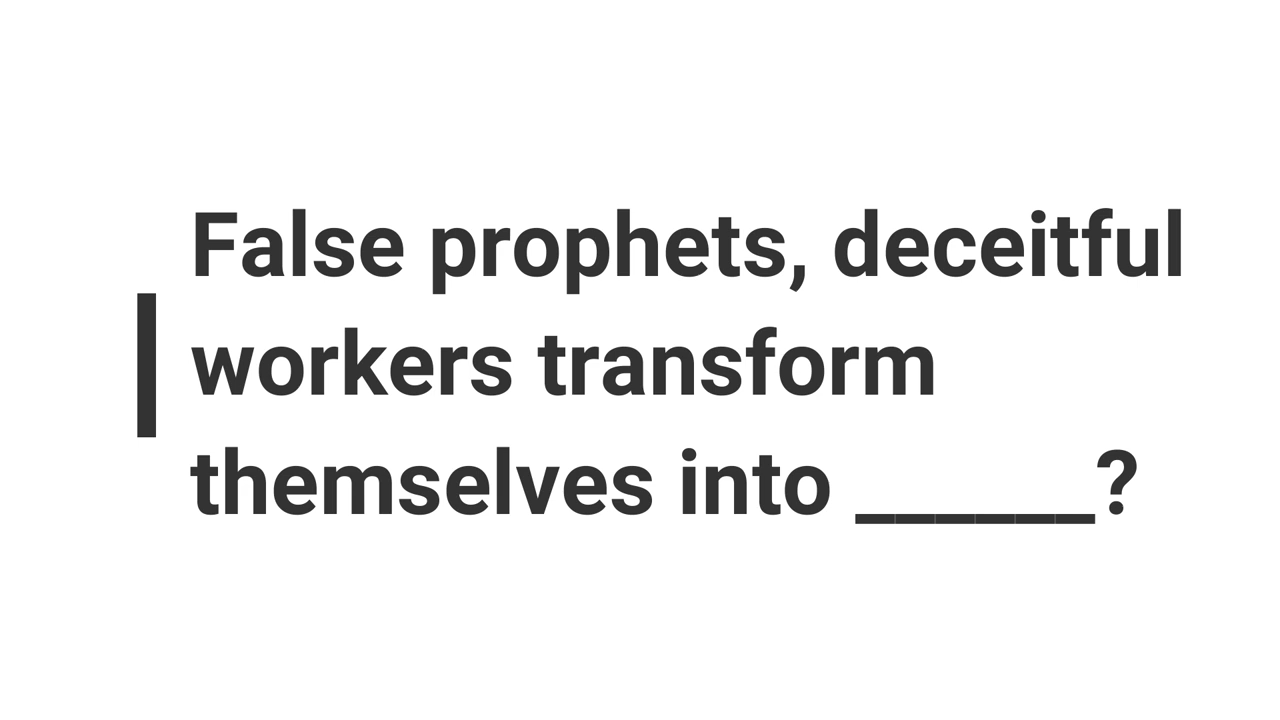 False prophets, deceitful
workers transform
themselves into ______?